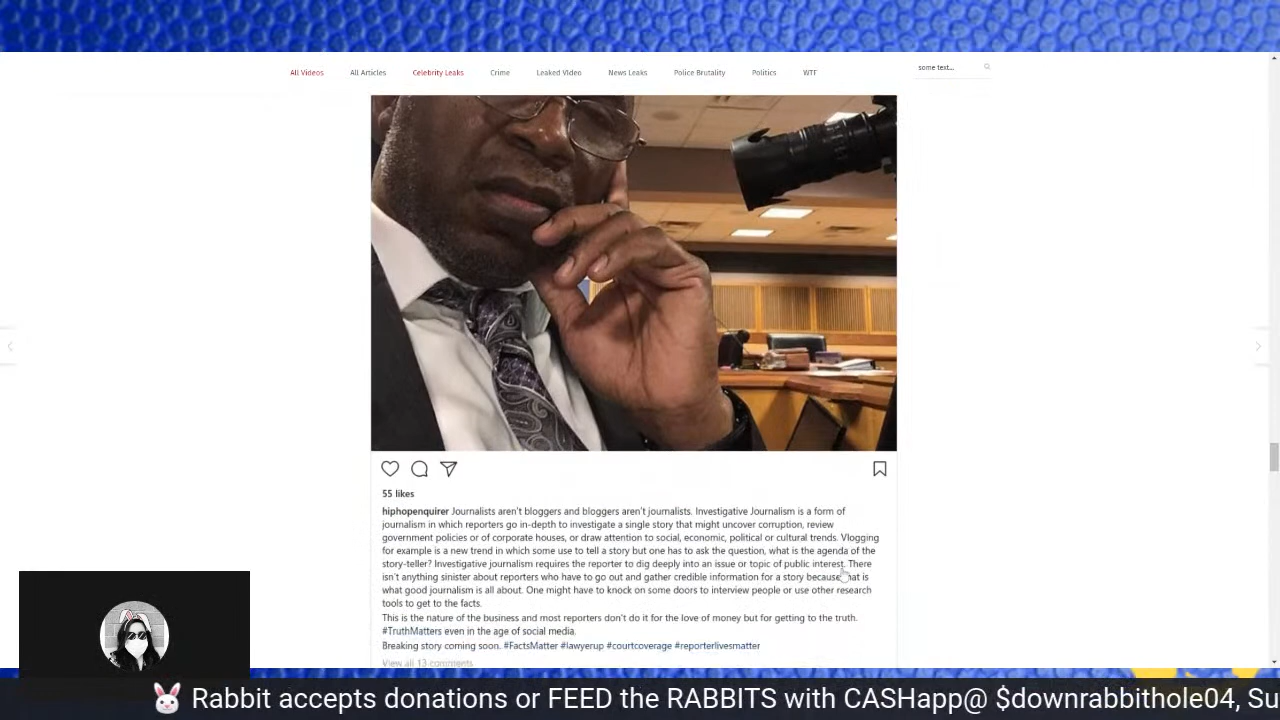 All Videos All Articles Celebrity Leaks Crime Leaked VIdeo News Leaks Police Brutality Politics WTF
some text...
55 likes
hiphopenquirer Journalists aren't bloggers and bloggers aren't journalists. Investigative Journalism is a form of
journalism in which reporters go in-depth to investigate a single story that might uncover corruption, review
government policies or of corporate houses, or draw attention to social, economic, political or cultural trends. Vlogging
for example is a new trend in which some use to tell a story but one has to ask the question, what is the agenda of the
story-teller? Investigative journalism requires the reporter to dig deeply into an issue or topic of public interest. There
isn't anything sinister about reporters who have to go out and gather credible information for a story because that is
what good journalism is all about. One might have to knock on some doors to interview people or use other research
tools to get to the facts.
This is the nature of the business and most reporters don't do it for the love of money but for getting to the truth.
#TruthMatters even in the age of social media.
Breaking story coming soon. #FactsMatter #lawyerup #courtcoverage #reporterlivesmatter
View all 13 comments
Rabbit accepts donations or FEED the RABBITS with CASHapp@ $downrabbithole04, Su